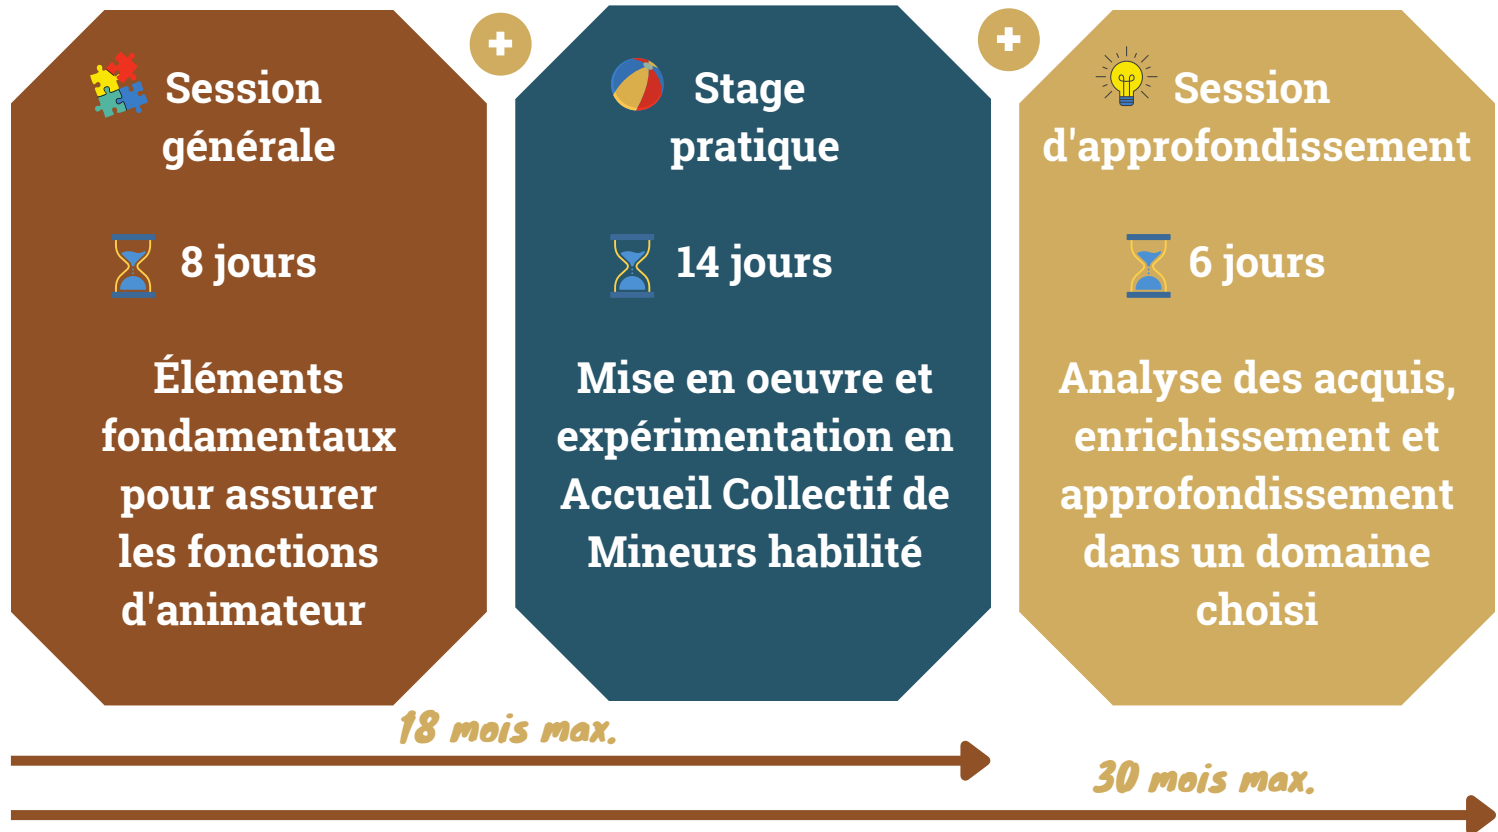 Session
générale
8 jours
Éléments
fondamentaux
pour assurer
les fonctions
d'animateur
+
Stage
pratique
14 jours
Mise en oeuvre et
expérimentation en
Accueil Collectif de
Mineurs habilité
+
Session
d'approfondissement
6 jours
Analyse des acquis,
enrichissement et
approfondissement
dans un domaine
choisi
18 mois max.
30 mois max.